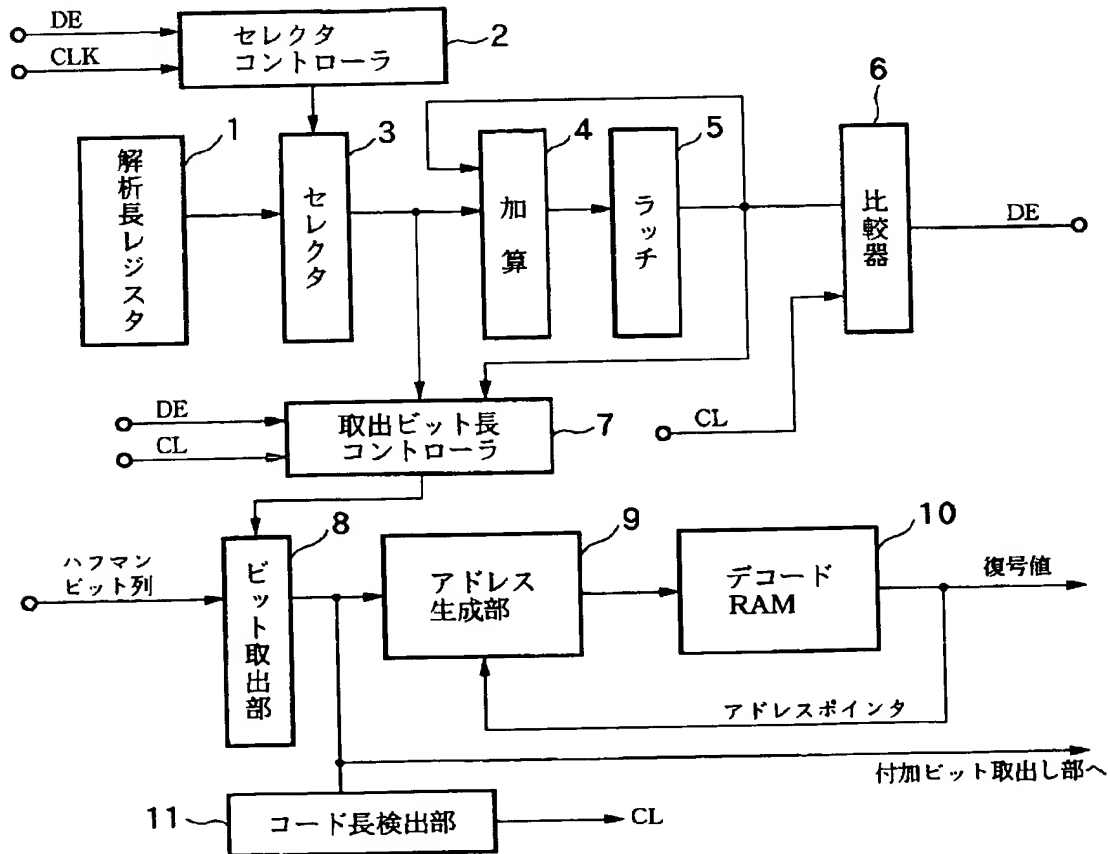 DE
CLK
セレクタ
コントローラ
2
解析長レジスタ
1
セレクタ
3
加算
4
ラッチ
5
比較器
6
DE
DE
CL
取出ビット長
コントローラ
7
CL
ハフマン
ビット列
ビット取出部
8
アドレス
生成部
9
デコード
RAM
10
復号値
アドレスポインタ
付加ビット取出し部へ
11
コード長検出部
CL